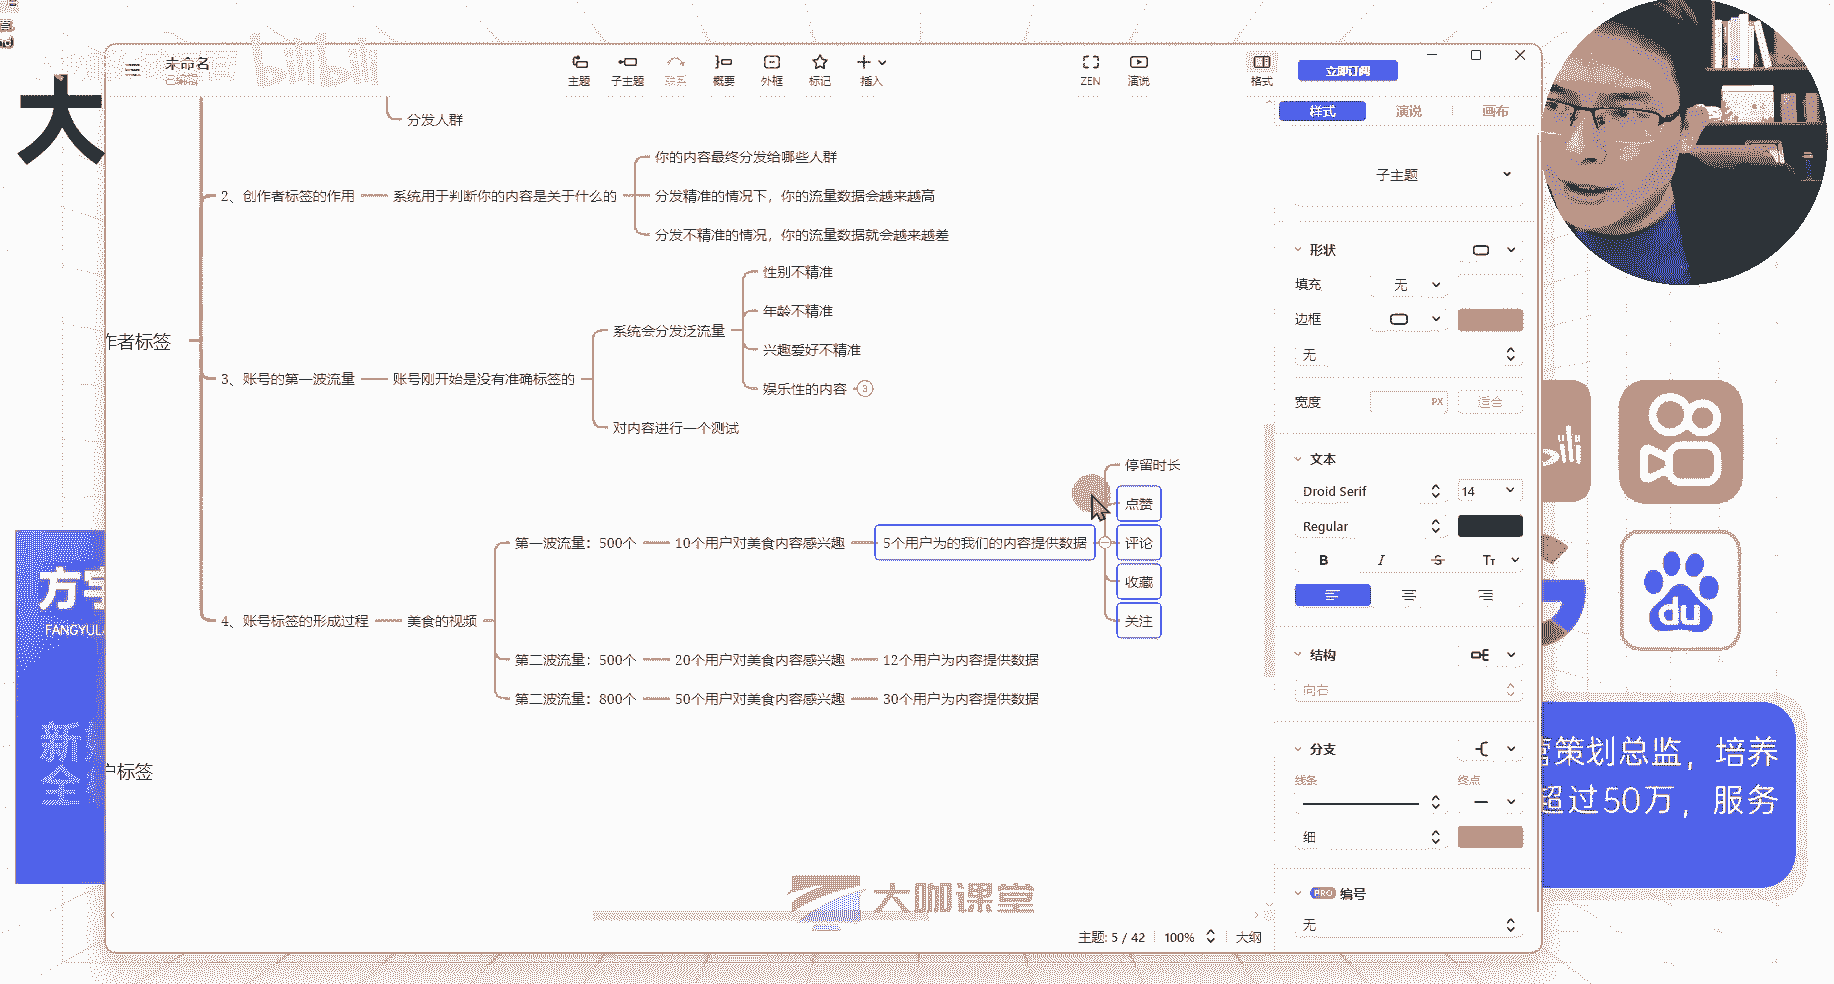 未命名
已编辑
bilibili
主题
子主题
联系
概要
外框
标记
插入
ZEN
演说
格式
立即订阅
大
样式
演说
画布
分发人群
2、创作者标签的作用
系统用于判断你的内容是关于什么的
你的内容最终分发给哪些人群
分发精准的情况下，你的流量数据会越来越高
分发不精准的情况，你的流量数据就会越来越差
作者标签
3、账号的第一波流量
账号刚开始是没有准确标签的
系统会分发泛流量
性别不精准
年龄不精准
兴趣爱好不精准
娱乐性的内容
3
对内容进行一个测试
4、账号标签的形成过程
美食的视频
第一波流量：500个
10个用户对美食内容感兴趣
5个用户为的我们的内容提供数据
停留时长
点赞
评论
收藏
关注
第二波流量：500个
20个用户对美食内容感兴趣
12个用户为内容提供数据
第二波流量：800个
50个用户对美食内容感兴趣
30个用户为内容提供数据
户标签
子主题
形状
填充
无
边框
无
宽度
PX
适合
文本
Droid Serif
14
Regular
B
I
S
Tт
结构
向右
分支
线条
终点
细
PRO
编号
无
大咖课堂
主题: 5 / 42
100%
大纲
方宇
FANGYUL
新
全
du
营策划总监，培养
超过50万，服务